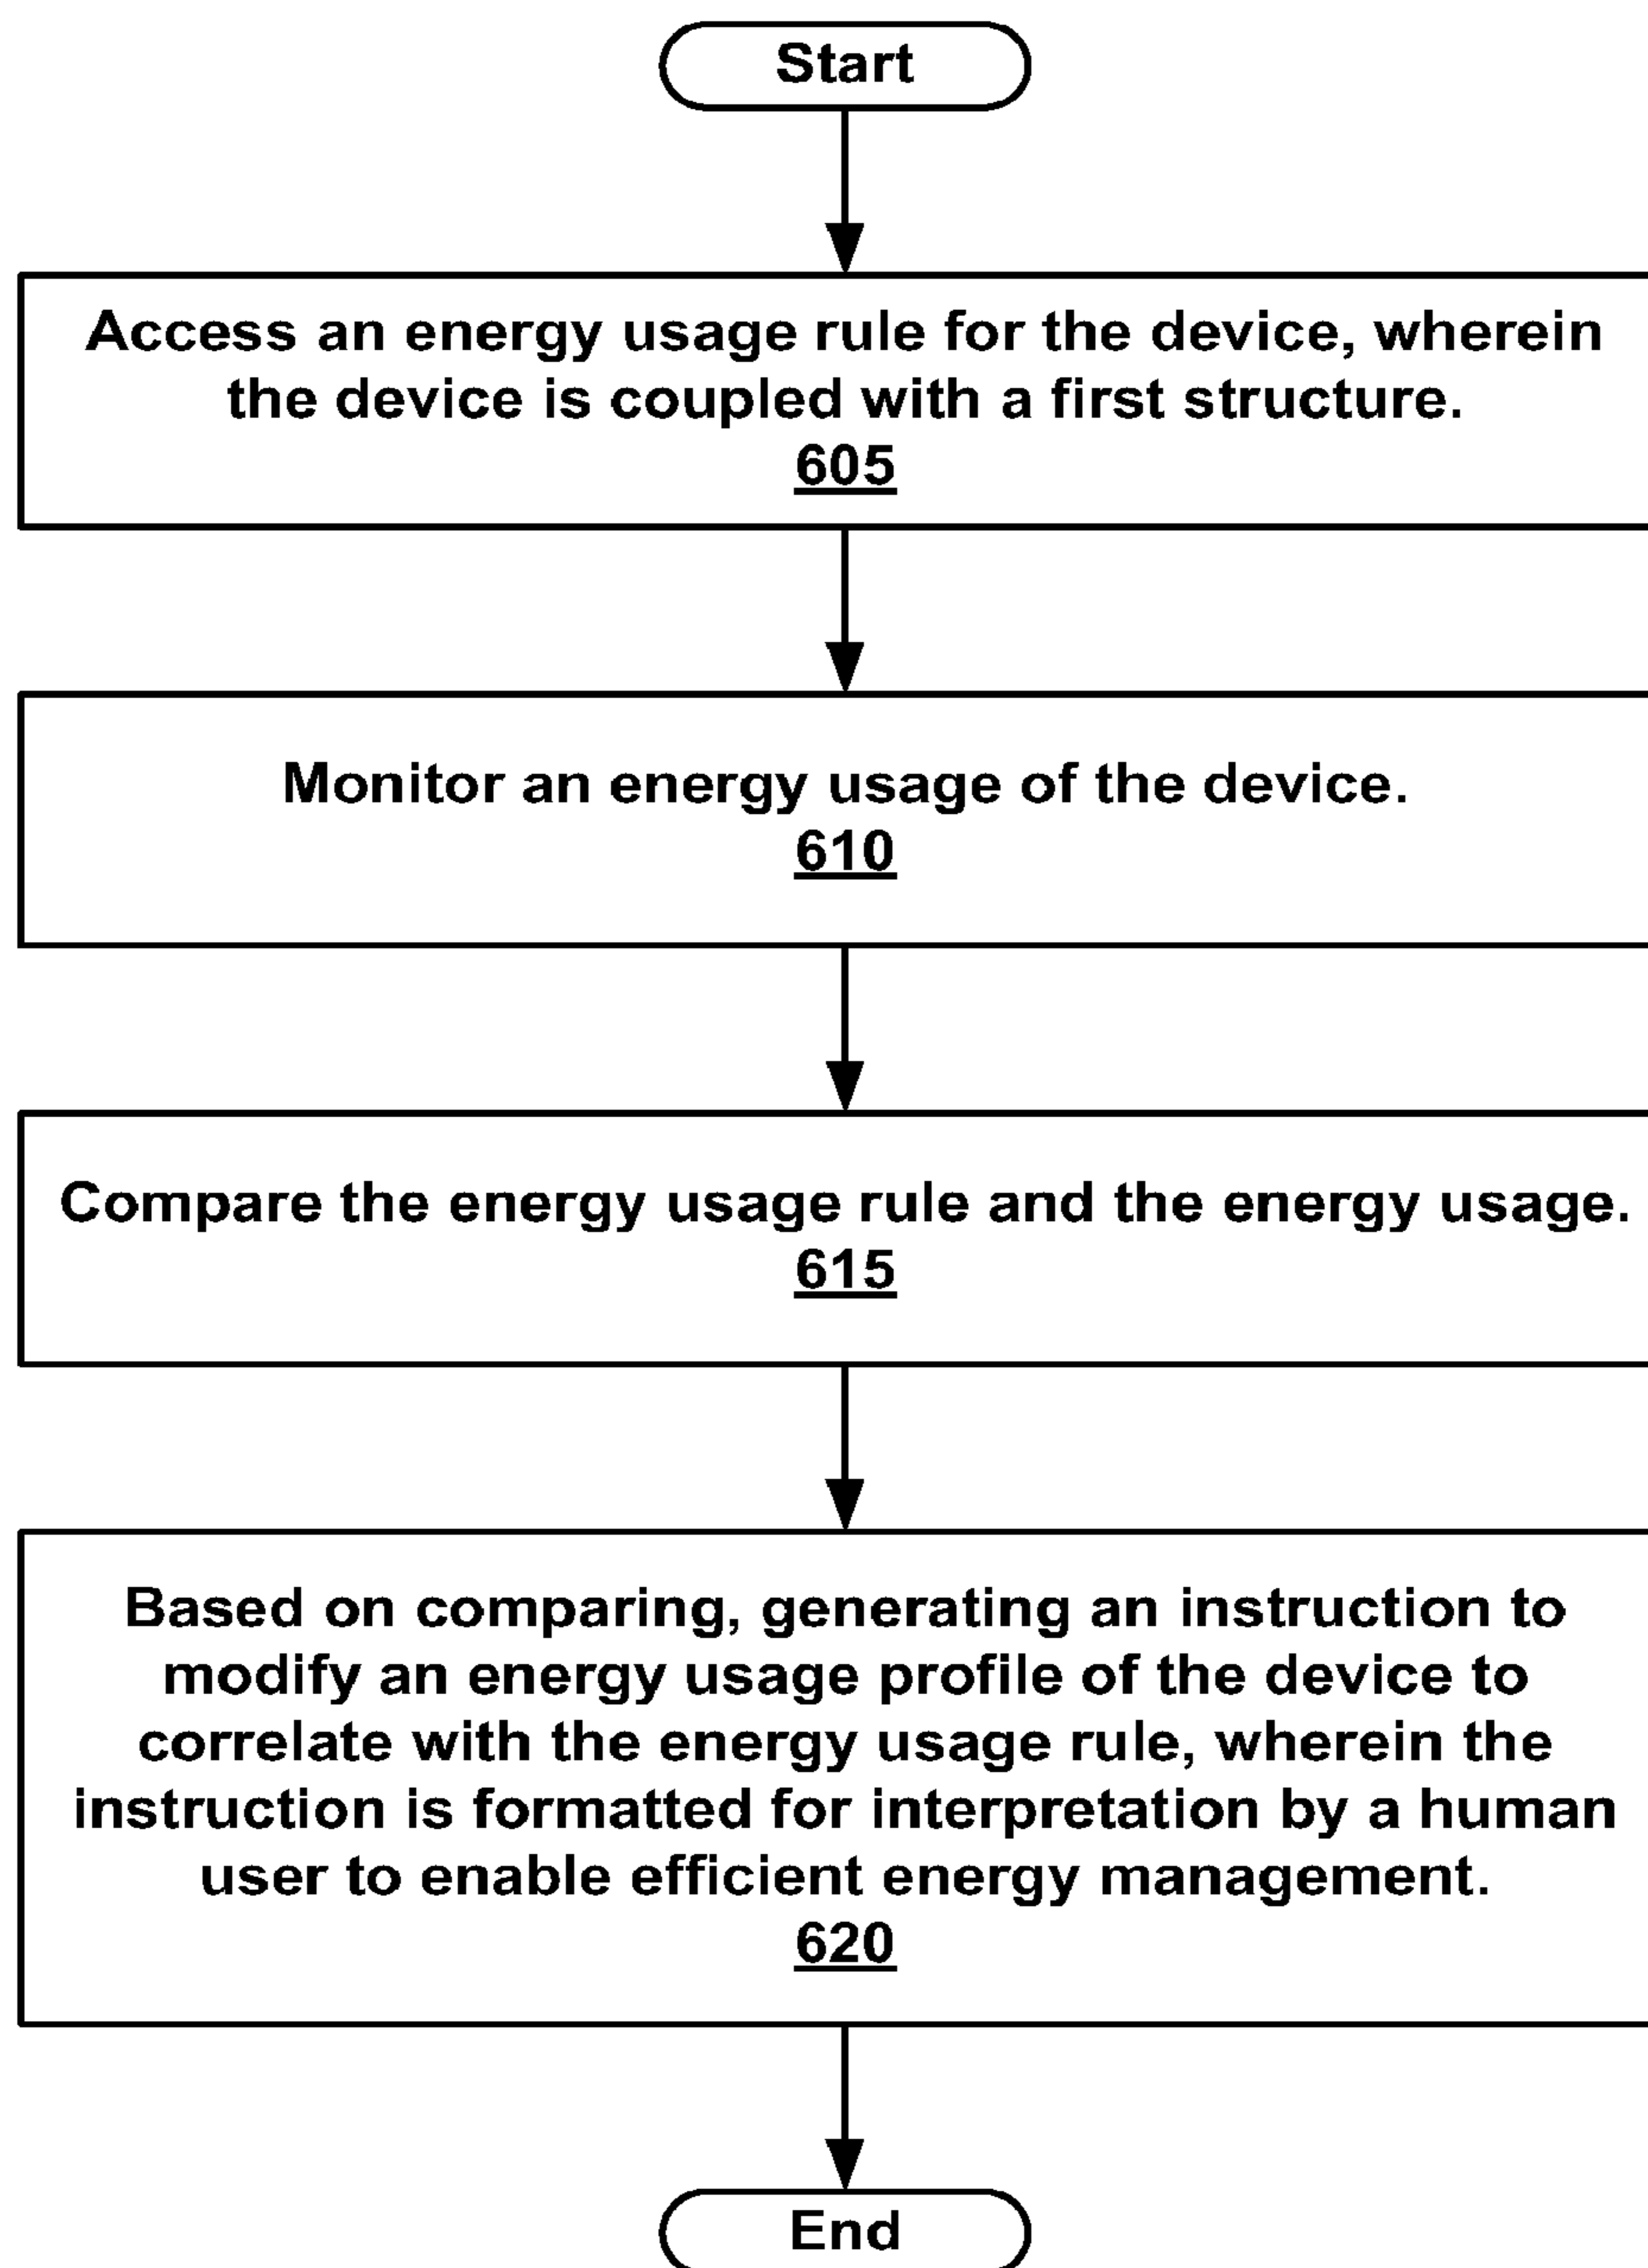 Start
Access an energy usage rule for the device, wherein
the device is coupled with a first structure.
605
Monitor an energy usage of the device.
610
Compare the energy usage rule and the energy usage.
615
Based on comparing, generating an instruction to
modify an energy usage profile of the device to
correlate with the energy usage rule, wherein the
instruction is formatted for interpretation by a human
user to enable efficient energy management.
620
End